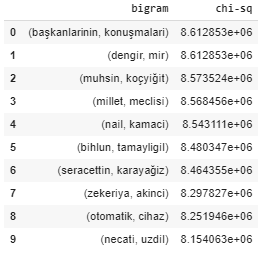 bigram chi-sq
0 (başkanlarinin, konuşmalari) 8.612853e+06
1 (dengir, mir) 8.612853e+06
2 (muhsin, koçyiğit) 8.573524e+06
3 (millet, meclisi) 8.568456e+06
4 (nail, kamaci) 8.543111e+06
5 (bihlun, tamayligil) 8.480347e+06
6 (seracettin, karayağiz) 8.464355e+06
7 (zekeriya, akinci) 8.297827e+06
8 (otomatik, cihaz) 8.251946e+06
9 (necati, uzdil) 8.154063e+06